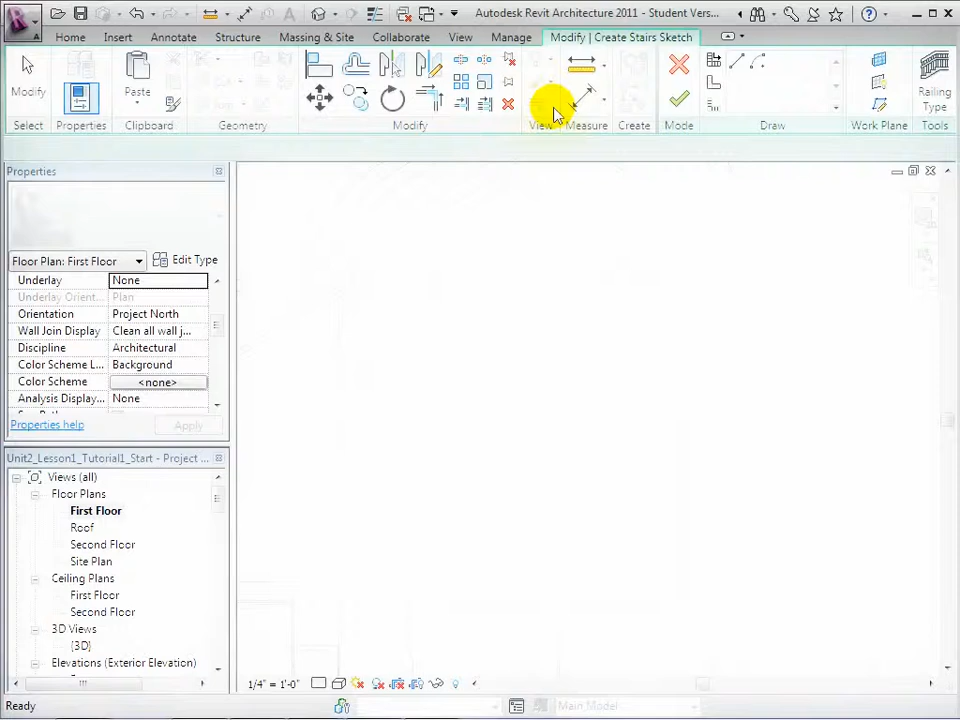 Autodesk Revit Architecture 2011 - Student Vers...
Home Insert Annotate Structure Massing & Site Collaborate View Manage Modify | Create Stairs Sketch
Modify Paste Railing Type
Select Properties Clipboard Geometry Modify View Measure Create Mode Draw Work Plane Tools
Properties
Floor Plan: First Floor Edit Type
Underlay None
Underlay Orient... Plan
Orientation Project North
Wall Join Display Clean all wall j...
Discipline Architectural
Color Scheme L... Background
Color Scheme <none>
Analysis Display... None
Properties help Apply
Unit2_Lesson1_Tutorial1_Start - Project ...
Views (all)
Floor Plans
First Floor
Roof
Second Floor
Site Plan
Ceiling Plans
First Floor
Second Floor
3D Views
{3D}
Elevations (Exterior Elevation)
1/4" = 1'-0"
Ready Main Model